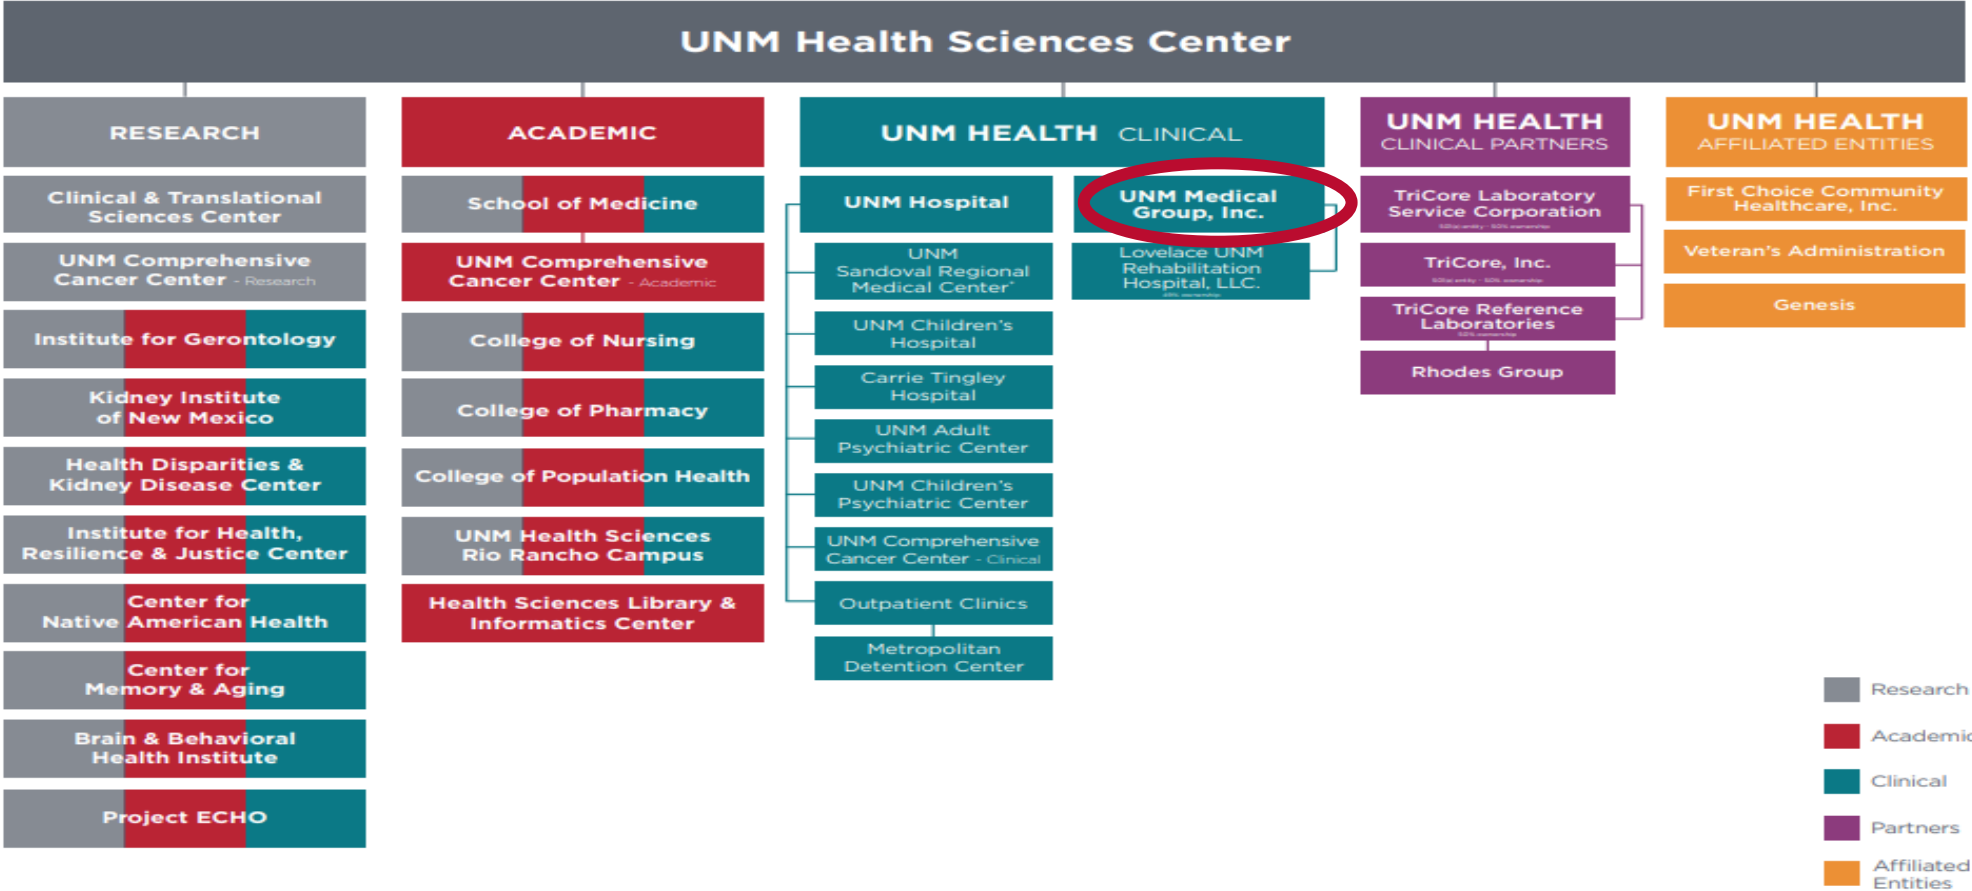 UNM Health Sciences Center
RESEARCH
Clinical & Translational
Sciences Center
UNM Comprehensive
Cancer Center - Research
Institute for Gerontology
Kidney Institute
of New Mexico
Health Disparities &
Kidney Disease Center
Institute for Health,
Resilience & Justice Center
Center for
Native American Health
Center for
Memory & Aging
Brain & Behavioral
Health Institute
Project ECHO
ACADEMIC
School of Medicine
UNM Comprehensive
Cancer Center - Academic
College of Nursing
College of Pharmacy
College of Population Health
UNM Health Sciences
Rio Rancho Campus
Health Sciences Library &
Informatics Center
UNM HEALTH CLINICAL
UNM Hospital
UNM
Sandoval Regional
Medical Center*
UNM Children's
Hospital
Carrie Tingley
Hospital
UNM Adult
Psychiatric Center
UNM Children's
Psychiatric Center
UNM Comprehensive
Cancer Center - Clinical
Outpatient Clinics
Metropolitan
Detention Center
UNM Medical
Group, Inc.
Lovelace UNM
Rehabilitation
Hospital, LLC.
UNM HEALTH
CLINICAL PARTNERS
TriCore Laboratory
Service Corporation
TriCore, Inc.
TriCore Reference
Laboratories
Rhodes Group
UNM HEALTH
AFFILIATED ENTITIES
First Choice Community
Healthcare, Inc.
Veteran's Administration
Genesis
Research
Academic
Clinical
Partners
Affiliated
Entities